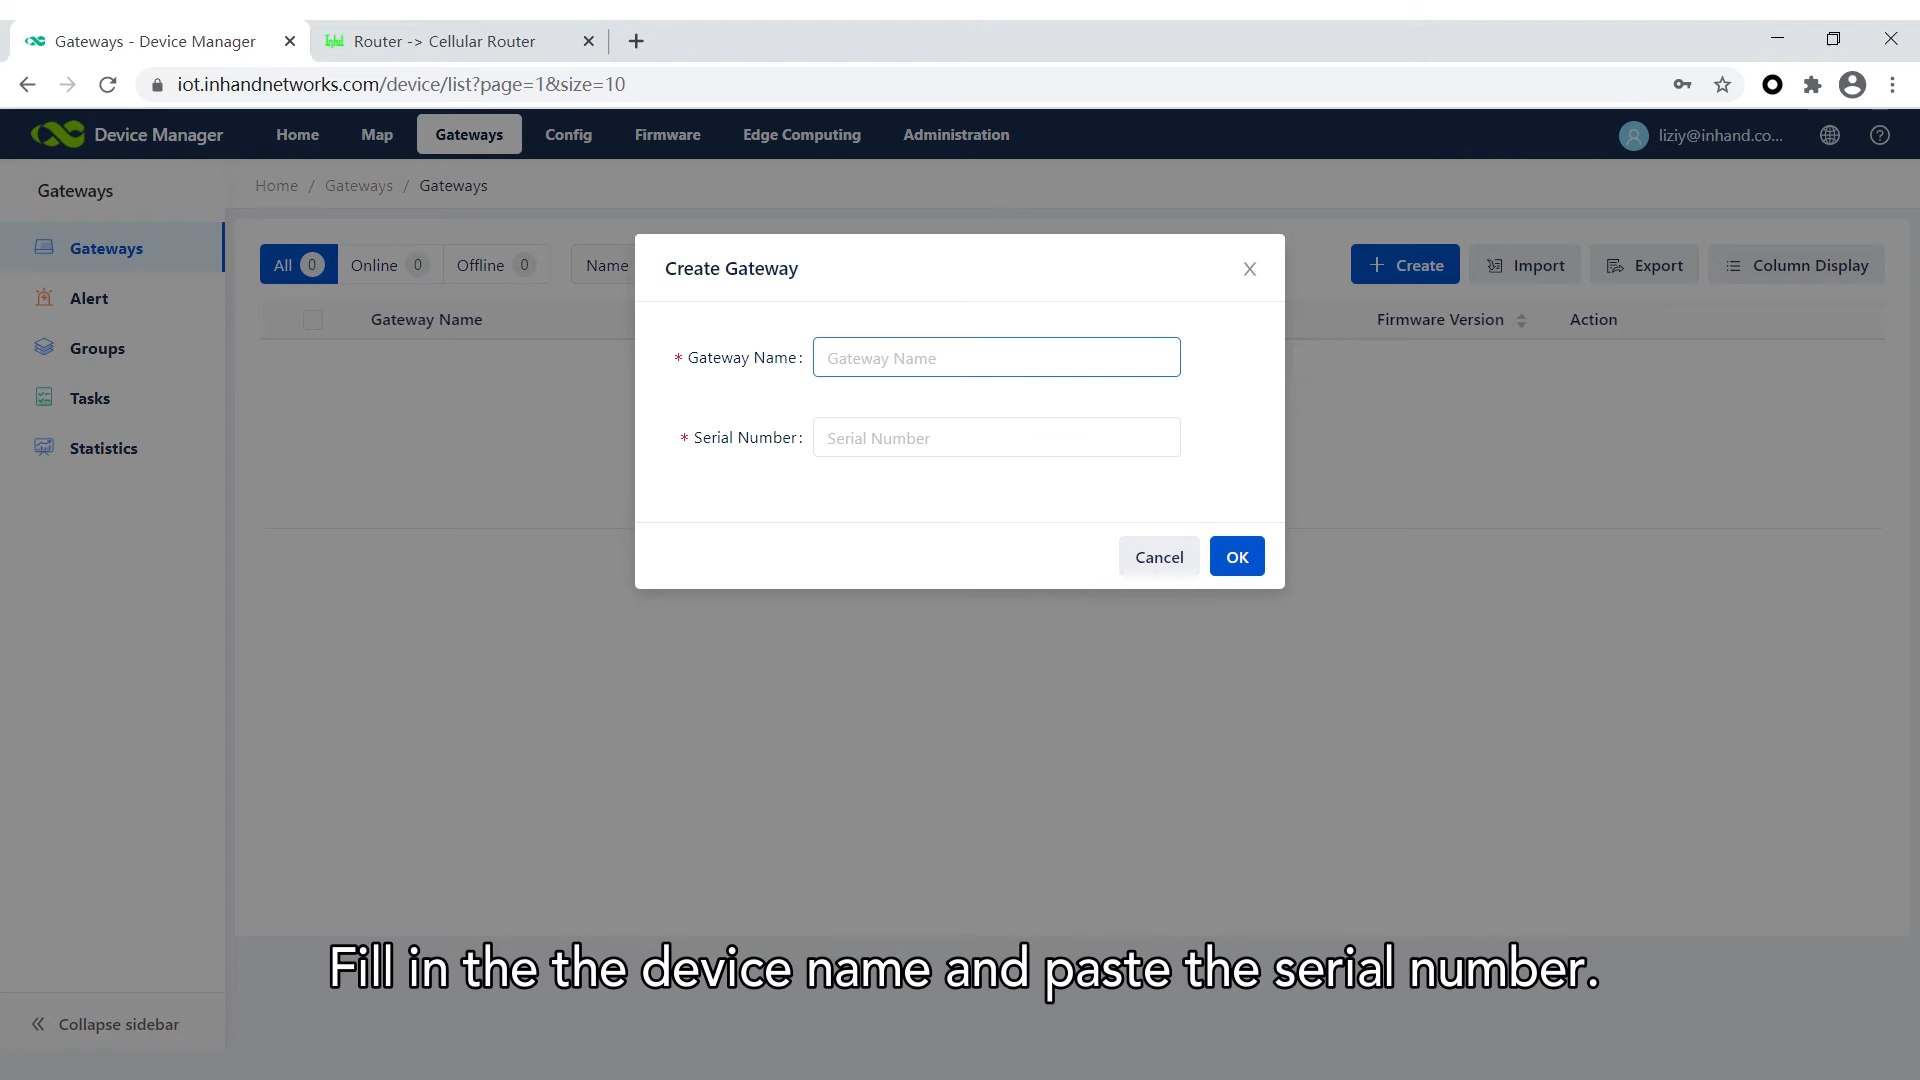 Gateways - Device Manager
Inhd Router -> Cellular Router
iot.inhandnetworks.com/device/list?page=1&size=10
Device Manager Home Map Gateways Config Firmware Edge Computing Administration liziy@inhand.co...
Gateways Home / Gateways / Gateways
Gateways
Alert
Groups
Tasks
Statistics
All 0 Online 0 Offline 0 Name
Create Import Export Column Display
Gateway Name Firmware Version Action
Create Gateway
* Gateway Name: Gateway Name
* Serial Number: Serial Number
Cancel OK
Fill in the the device name and paste the serial number.
Collapse sidebar